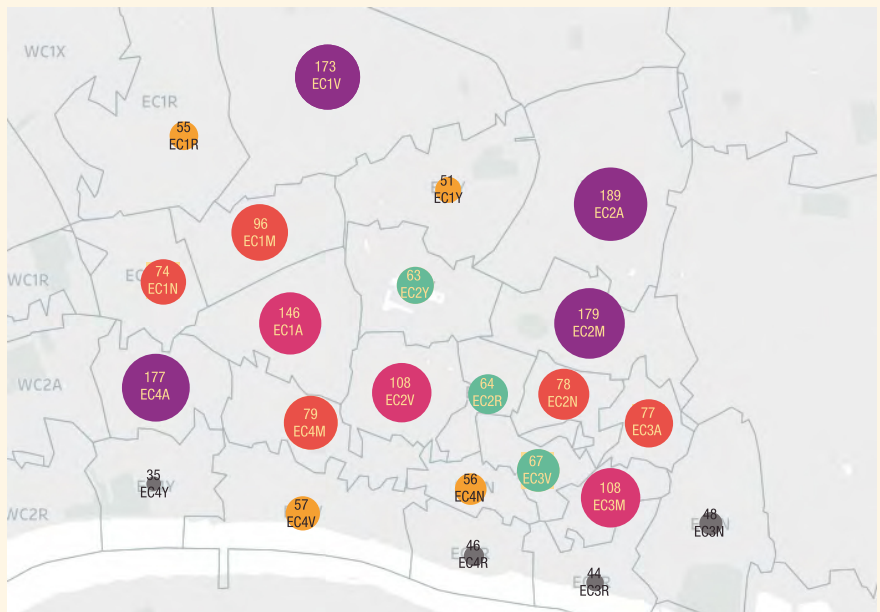 WC1X
173
EC1V
EC1R
55
EC1R
51
EC1Y
189
EC2A
96
EC1M
WC1R
74
EC1N
63
EC2Y
146
EC1A
179
EC2M
WC2A
177
EC4A
108
EC2V
64
EC2R
78
EC2N
79
EC4M
77
EC3A
67
EC3V
35
EC4Y
56
EC4N
108
EC3M
WC2R
57
EC4V
48
EC3N
46
EC4R
44
EC3R